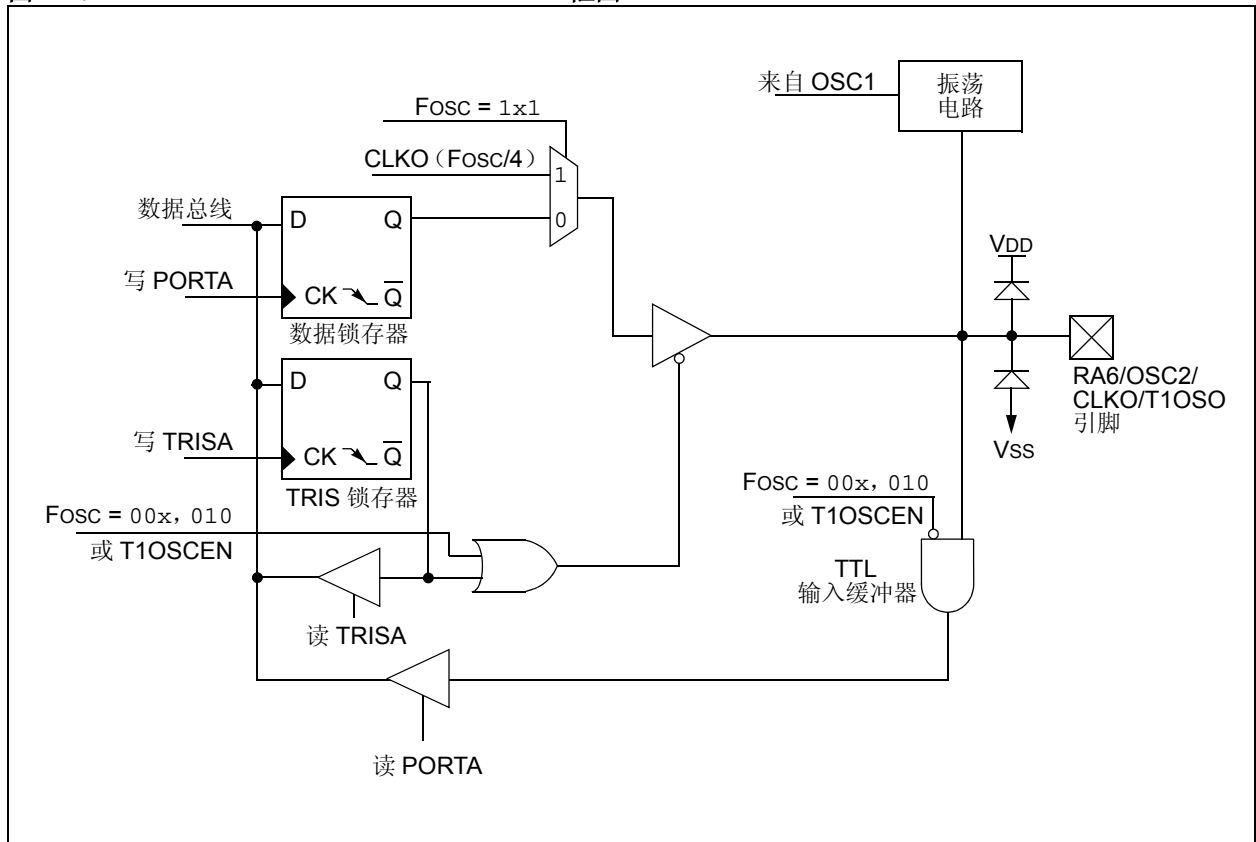 来自 OSC1
振荡
电路
FOSC = 1x1
CLKO（FOSC/4）
1
0
数据总线
D Q
写 PORTA
CK Q
数据锁存器
D Q
写 TRISA
CK Q
TRIS 锁存器
VDD
RA6/OSC2/
CLKO/T1OSO
引脚
VSS
FOSC = 00x，010
或 T1OSCEN
FOSC = 00x，010
或 T1OSCEN
TTL
输入缓冲器
读 TRISA
读 PORTA